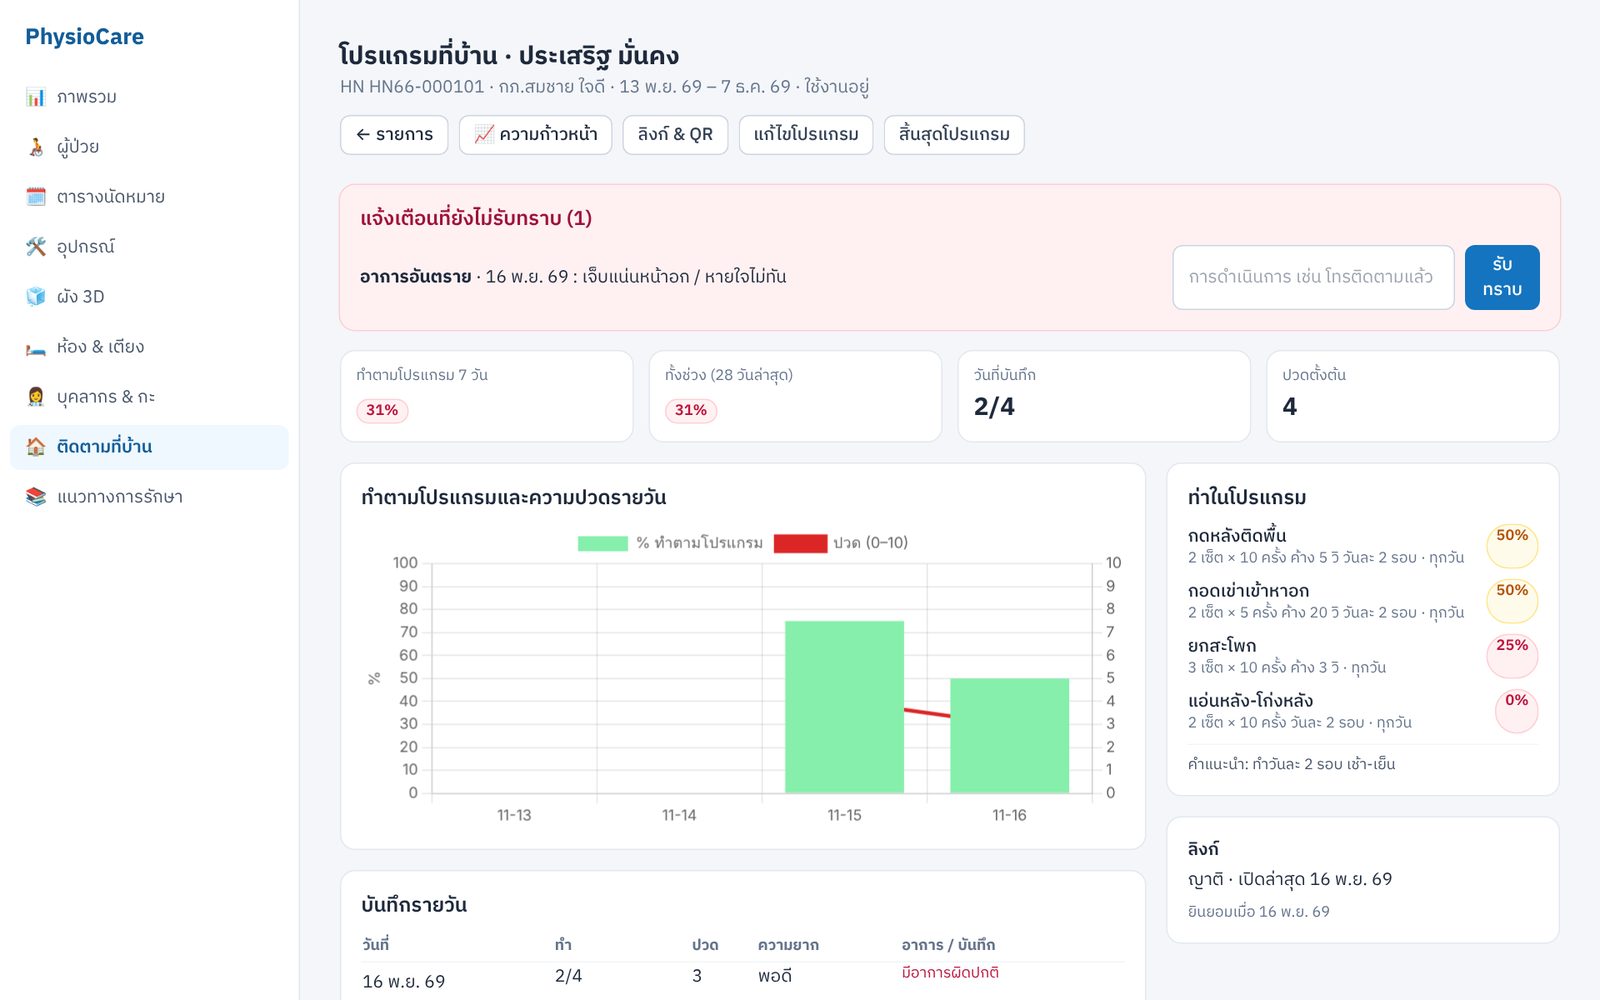 PhysioCare
ภาพรวม
ผู้ป่วย
ตารางนัดหมาย
อุปกรณ์
ผัง 3D
ห้อง & เตียง
บุคลากร & กะ
ติดตามที่บ้าน
แนวทางการรักษา
โปรแกรมที่บ้าน · ประเสริฐ มั่นคง
HN HN66-000101 · กภ.สมชาย ใจดี · 13 พ.ย. 69 – 7 ธ.ค. 69 · ใช้งานอยู่
← รายการ
ความก้าวหน้า
ลิงก์ & QR
แก้ไขโปรแกรม
สิ้นสุดโปรแกรม
แจ้งเตือนที่ยังไม่รับทราบ (1)
อาการอันตราย · 16 พ.ย. 69 : เจ็บแน่นหน้าอก / หายใจไม่ทัน
การดำเนินการ เช่น โทรติดตามแล้ว
รับ
ทราบ
ทำตามโปรแกรม 7 วัน
31%
ทั้งช่วง (28 วันล่าสุด)
31%
วันที่บันทึก
2/4
ปวดตั้งต้น
4
ทำตามโปรแกรมและความปวดรายวัน
% ทำตามโปรแกรม
ปวด (0–10)
100
90
80
70
60
50
40
30
20
10
0
%
10
9
8
7
6
5
4
3
2
1
0
11-13
11-14
11-15
11-16
ท่าในโปรแกรม
กดหลังติดพื้น
2 เซ็ต × 10 ครั้ง ค้าง 5 วิ วันละ 2 รอบ · ทุกวัน
50%
กอดเข่าเข้าหาอก
2 เซ็ต × 5 ครั้ง ค้าง 20 วิ วันละ 2 รอบ · ทุกวัน
50%
ยกสะโพก
3 เซ็ต × 10 ครั้ง ค้าง 3 วิ · ทุกวัน
25%
แอ่นหลัง-โก่งหลัง
2 เซ็ต × 10 ครั้ง วันละ 2 รอบ · ทุกวัน
0%
คำแนะนำ: ทำวันละ 2 รอบ เช้า-เย็น
ลิงก์
ญาติ · เปิดล่าสุด 16 พ.ย. 69
ยินยอมเมื่อ 16 พ.ย. 69
บันทึกรายวัน
วันที่ ทำ ปวด ความยาก อาการ / บันทึก
16 พ.ย. 69 2/4 3 พอดี มีอาการผิดปกติ